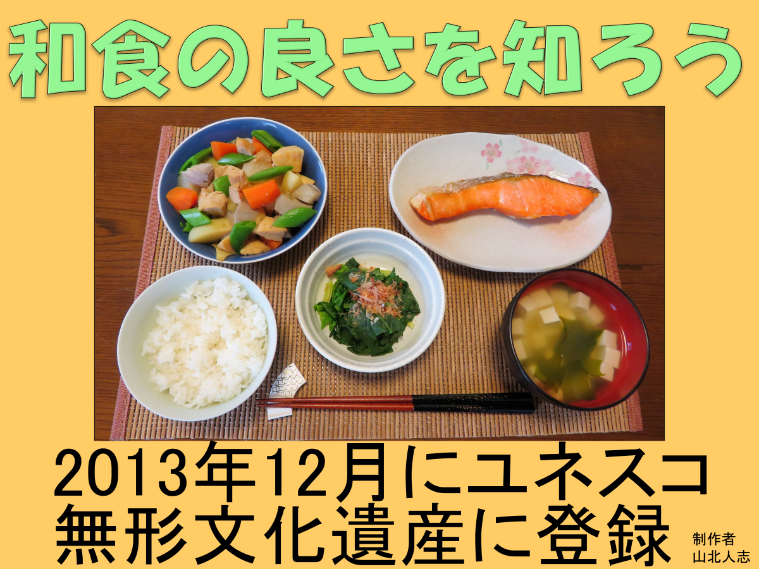 和食の良さを知ろう
2013年12月にユネスコ
無形文化遺産に登録
制作者
山北人志